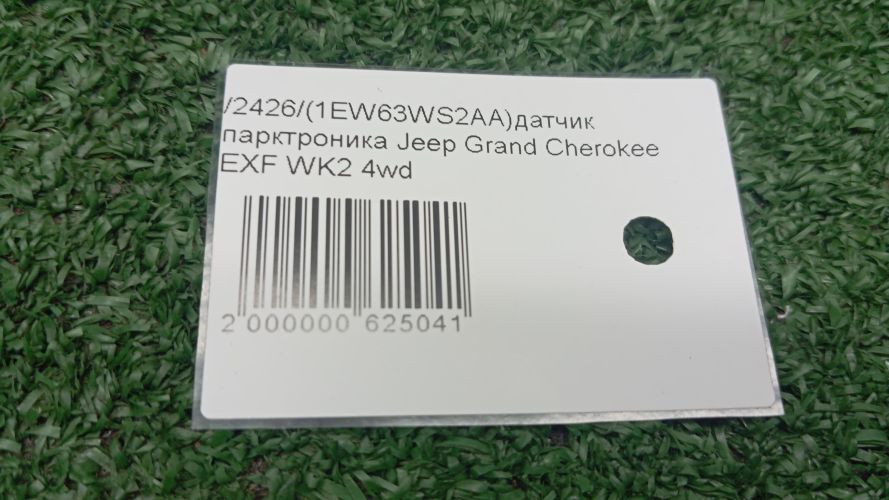 /2426/(1EW63WS2AA)датчик
парктроника Jeep Grand Cherokee
EXF WK2 4wd
2 000000 625041